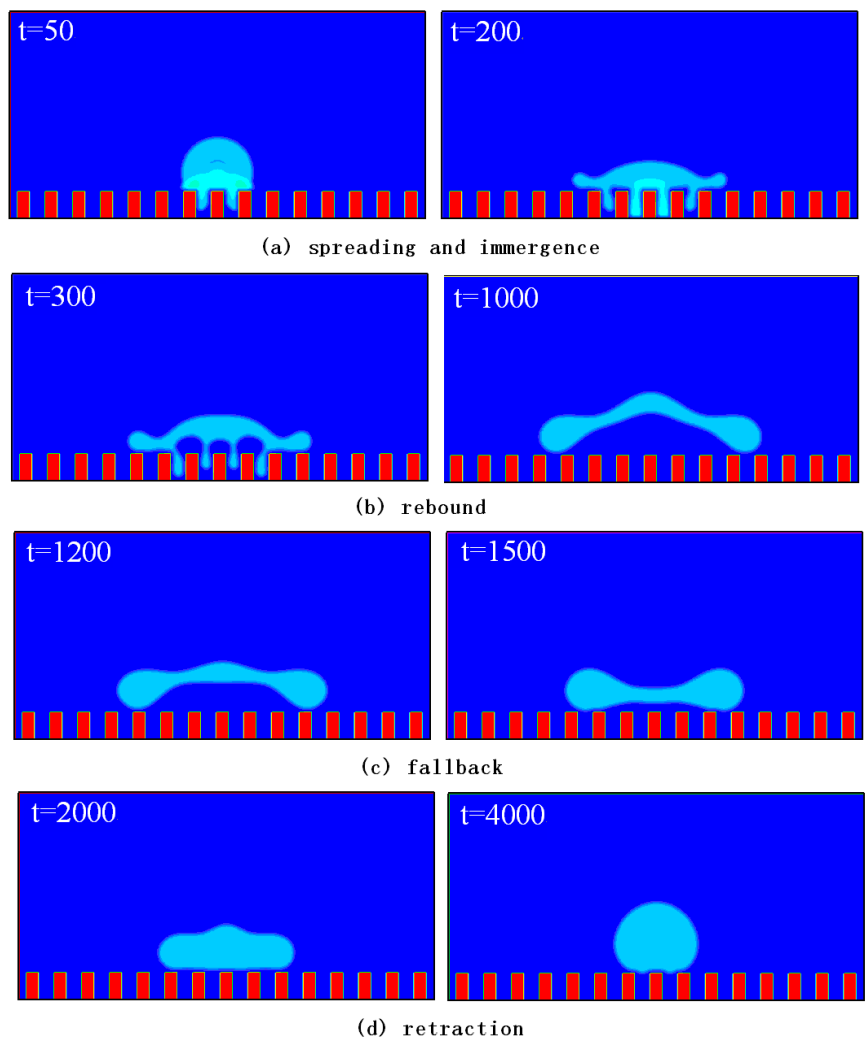 t=50
t=200
(a) spreading and immergence
t=300
t=1000
(b) rebound
t=1200
t=1500
(c) fallback
t=2000
t=4000
(d) retraction